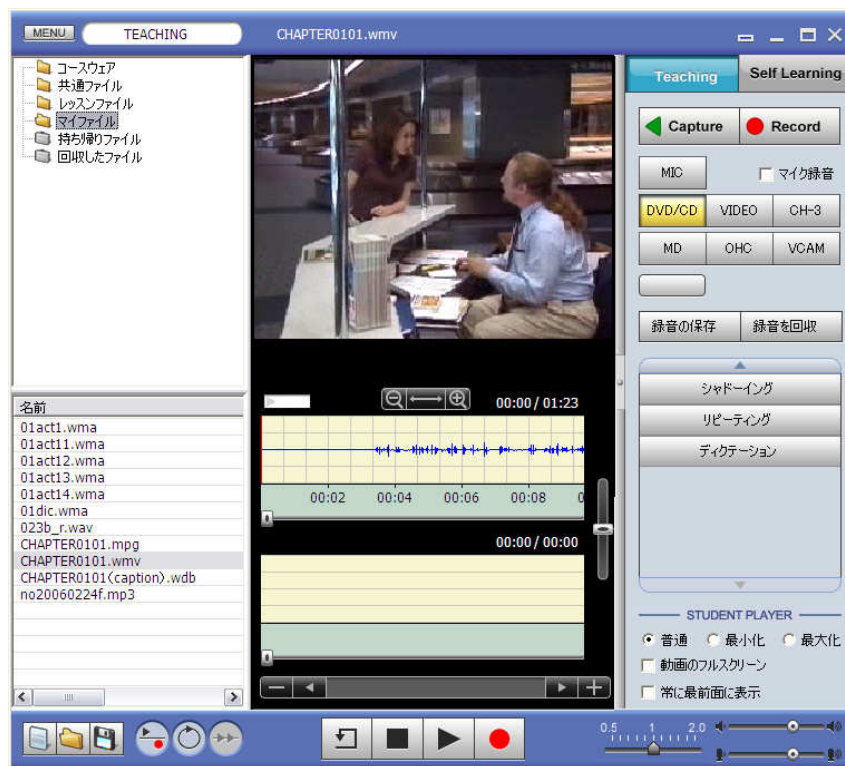 MENU TEACHING CHAPTER0101.wmv
コースウェア
共通ファイル
レッスンファイル
マイファイル
持ち帰りファイル
回収したファイル
名前
01act1.wma
01act11.wma
01act12.wma
01act13.wma
01act14.wma
01dic.wma
023b_r.wav
CHAPTER0101.mpg
CHAPTER0101.wmv
CHAPTER0101(caption).wdb
no20060224f.mp3
00:00 / 01:23
00:02 00:04 00:06 00:08 0
00:00 / 00:00
Teaching Self Learning
Capture Record
MIC マイク録音
DVD/CD VIDEO CH-3
MD OHC VCAM
録音の保存 録音を回収
シャドーイング
リピーティング
ディクテーション
STUDENT PLAYER
普通 最小化 最大化
動画のフルスクリーン
常に最前面に表示
0.5 1 2.0